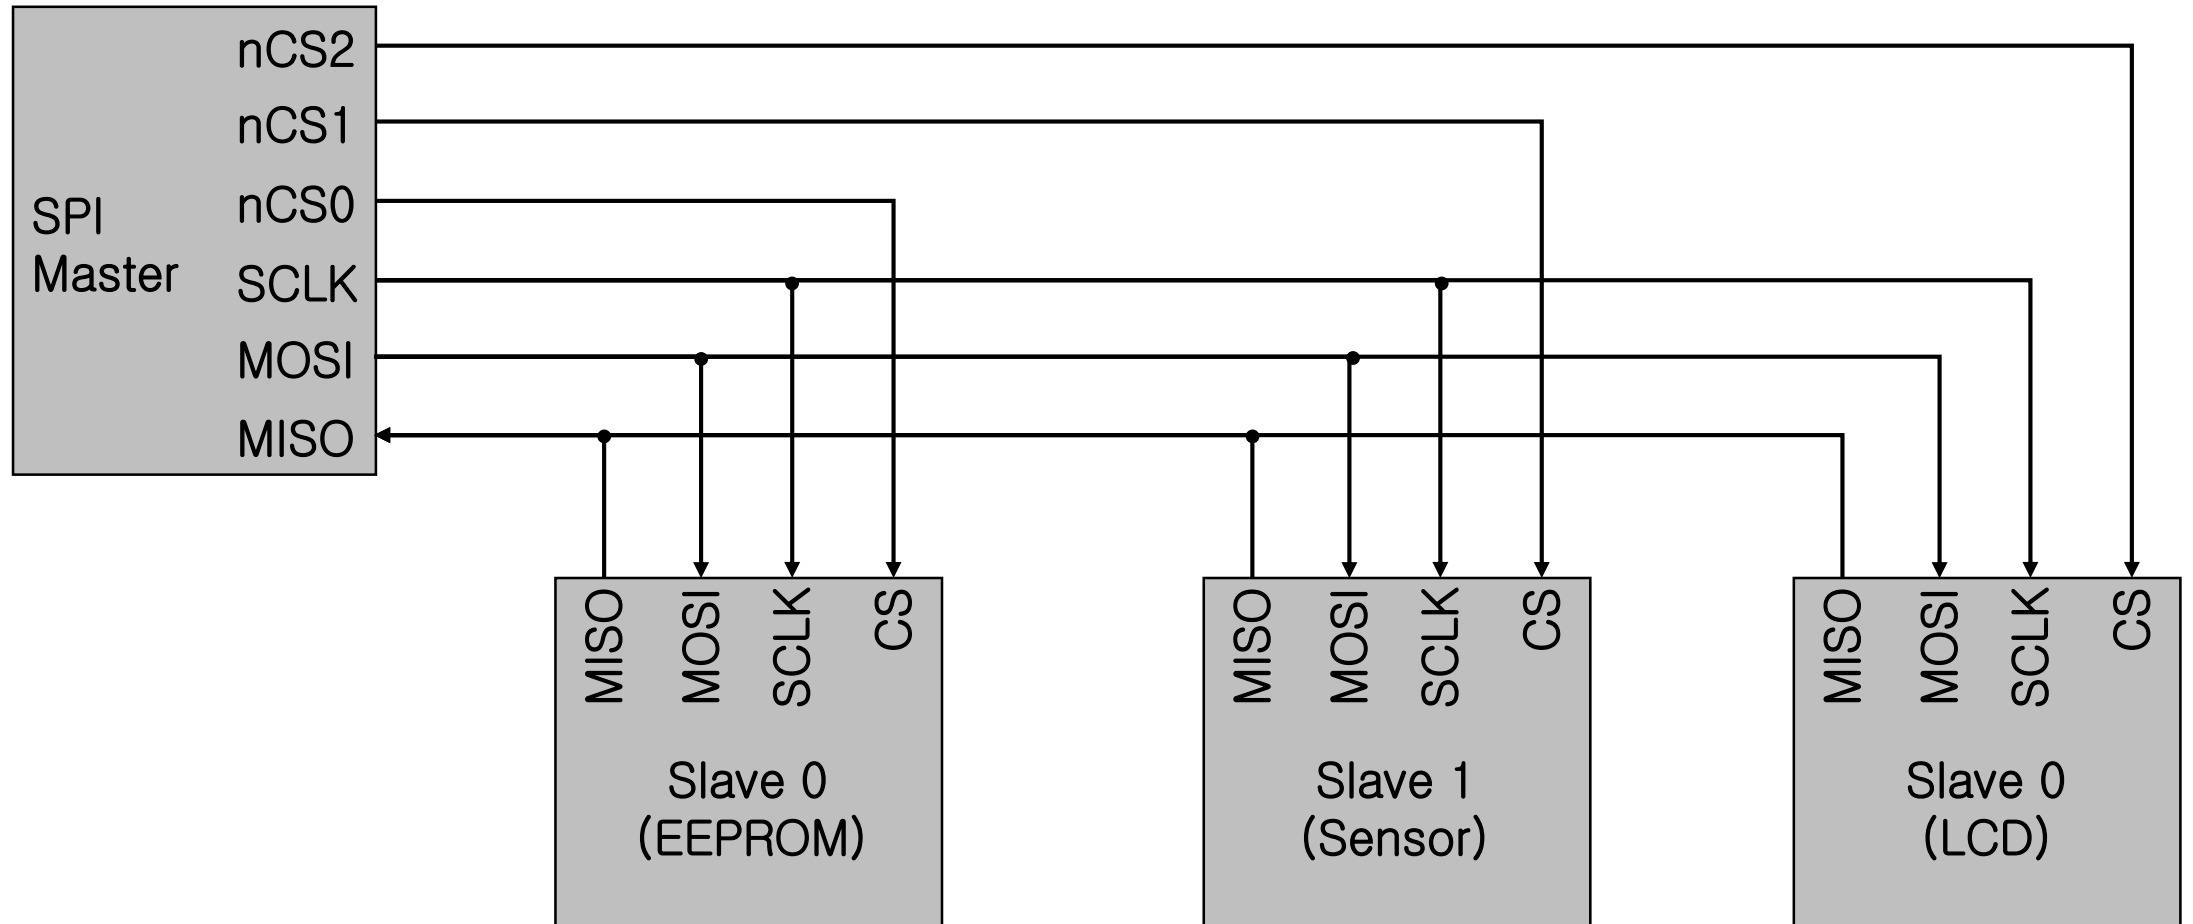 nCS2
nCS1
nCS0
SPI
Master
SCLK
MOSI
MISO
MISO
MOSI
SCLK
CS
Slave 0
(EEPROM)
MISO
MOSI
SCLK
CS
Slave 1
(Sensor)
MISO
MOSI
SCLK
CS
Slave 0
(LCD)